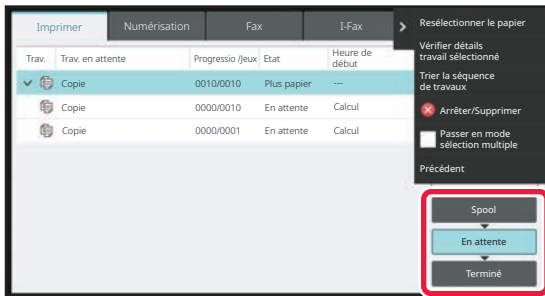 Imprimer Numérisation Fax I-Fax
Trav. Trav. en attente Progressio /Jeux Etat Heure de début
Copie 0010/0010 Plus papier ---
Copie 0000/0010 En attente Calcul
Copie 0000/0001 En attente Calcul
Resélectionner le papier
Vérifier détails
travail sélectionné
Trier la séquence
de travaux
Arrêter/Supprimer
Passer en mode
sélection multiple
Précédent
Spool
En attente
Terminé